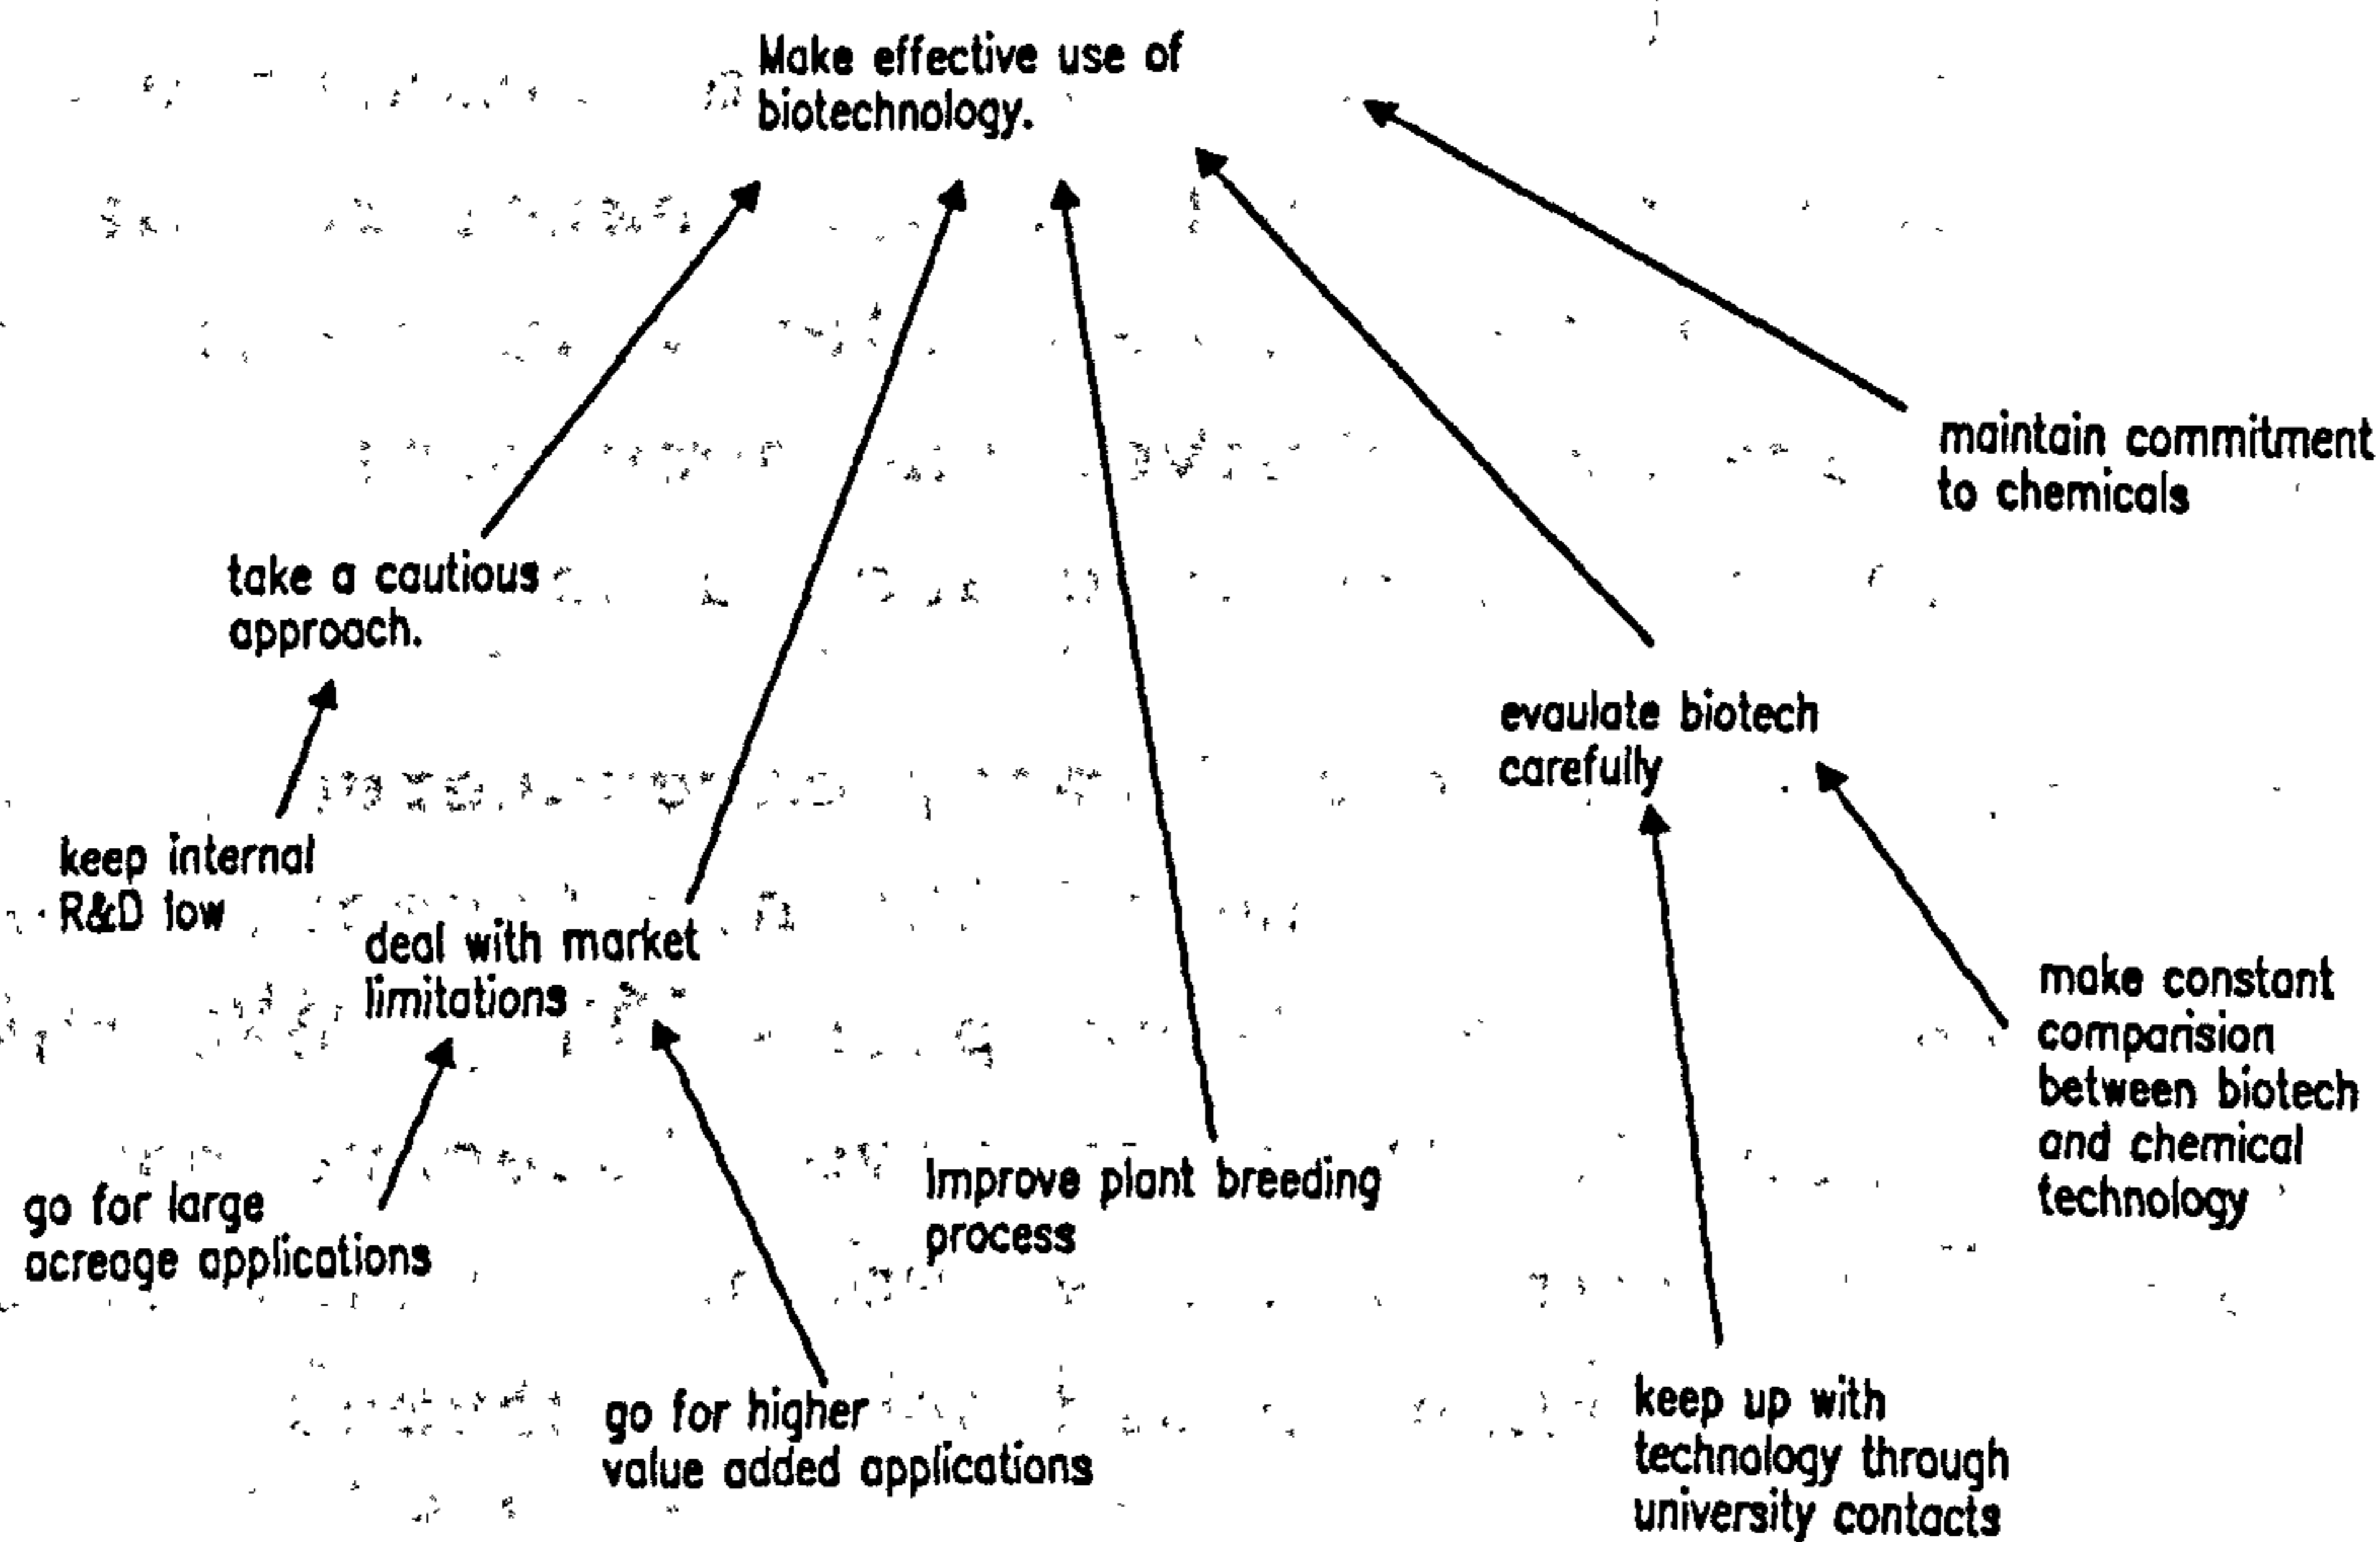 Make effective use of
biotechnology.
maintain commitment
to chemicals
take a cautious
approach.
evaulate biotech
carefully
keep internal
R&D low
deal with market
limitations
make constant
comparision
between biotech
and chemical
technology
Improve plant breeding
process
go for large
acreage applications
go for higher
value added applications
keep up with
technology through
university contacts